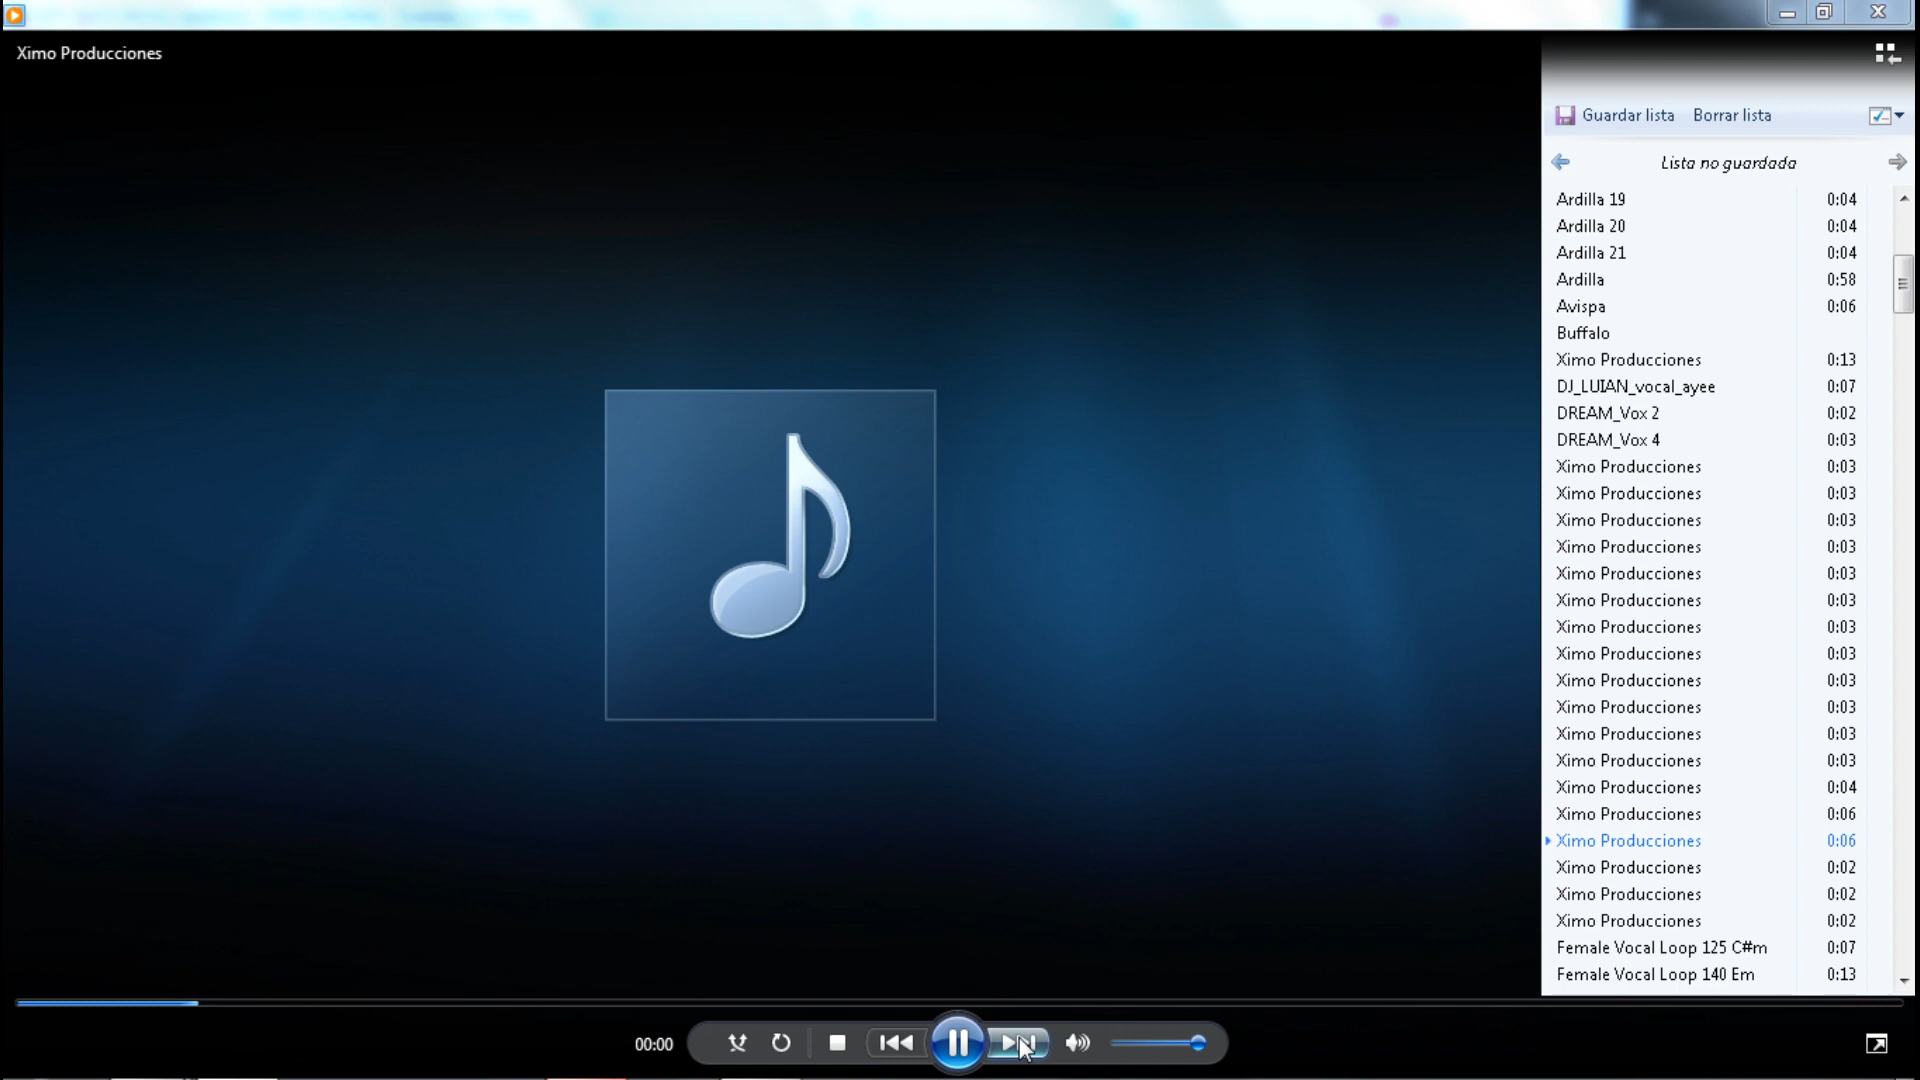 Ximo Producciones
Guardar lista Borrar lista
Lista no guardada
Ardilla 19 0:04
Ardilla 20 0:04
Ardilla 21 0:04
Ardilla 0:58
Avispa 0:06
Buffalo
Ximo Producciones 0:13
DJ_LUIAN_vocal_ayee 0:07
DREAM_Vox 2 0:02
DREAM_Vox 4 0:03
Ximo Producciones 0:03
Ximo Producciones 0:03
Ximo Producciones 0:03
Ximo Producciones 0:03
Ximo Producciones 0:03
Ximo Producciones 0:03
Ximo Producciones 0:03
Ximo Producciones 0:03
Ximo Producciones 0:03
Ximo Producciones 0:03
Ximo Producciones 0:03
Ximo Producciones 0:03
Ximo Producciones 0:04
Ximo Producciones 0:06
Ximo Producciones 0:06
Ximo Producciones 0:02
Ximo Producciones 0:02
Ximo Producciones 0:02
Female Vocal Loop 125 C#m 0:07
Female Vocal Loop 140 Em 0:13
00:00